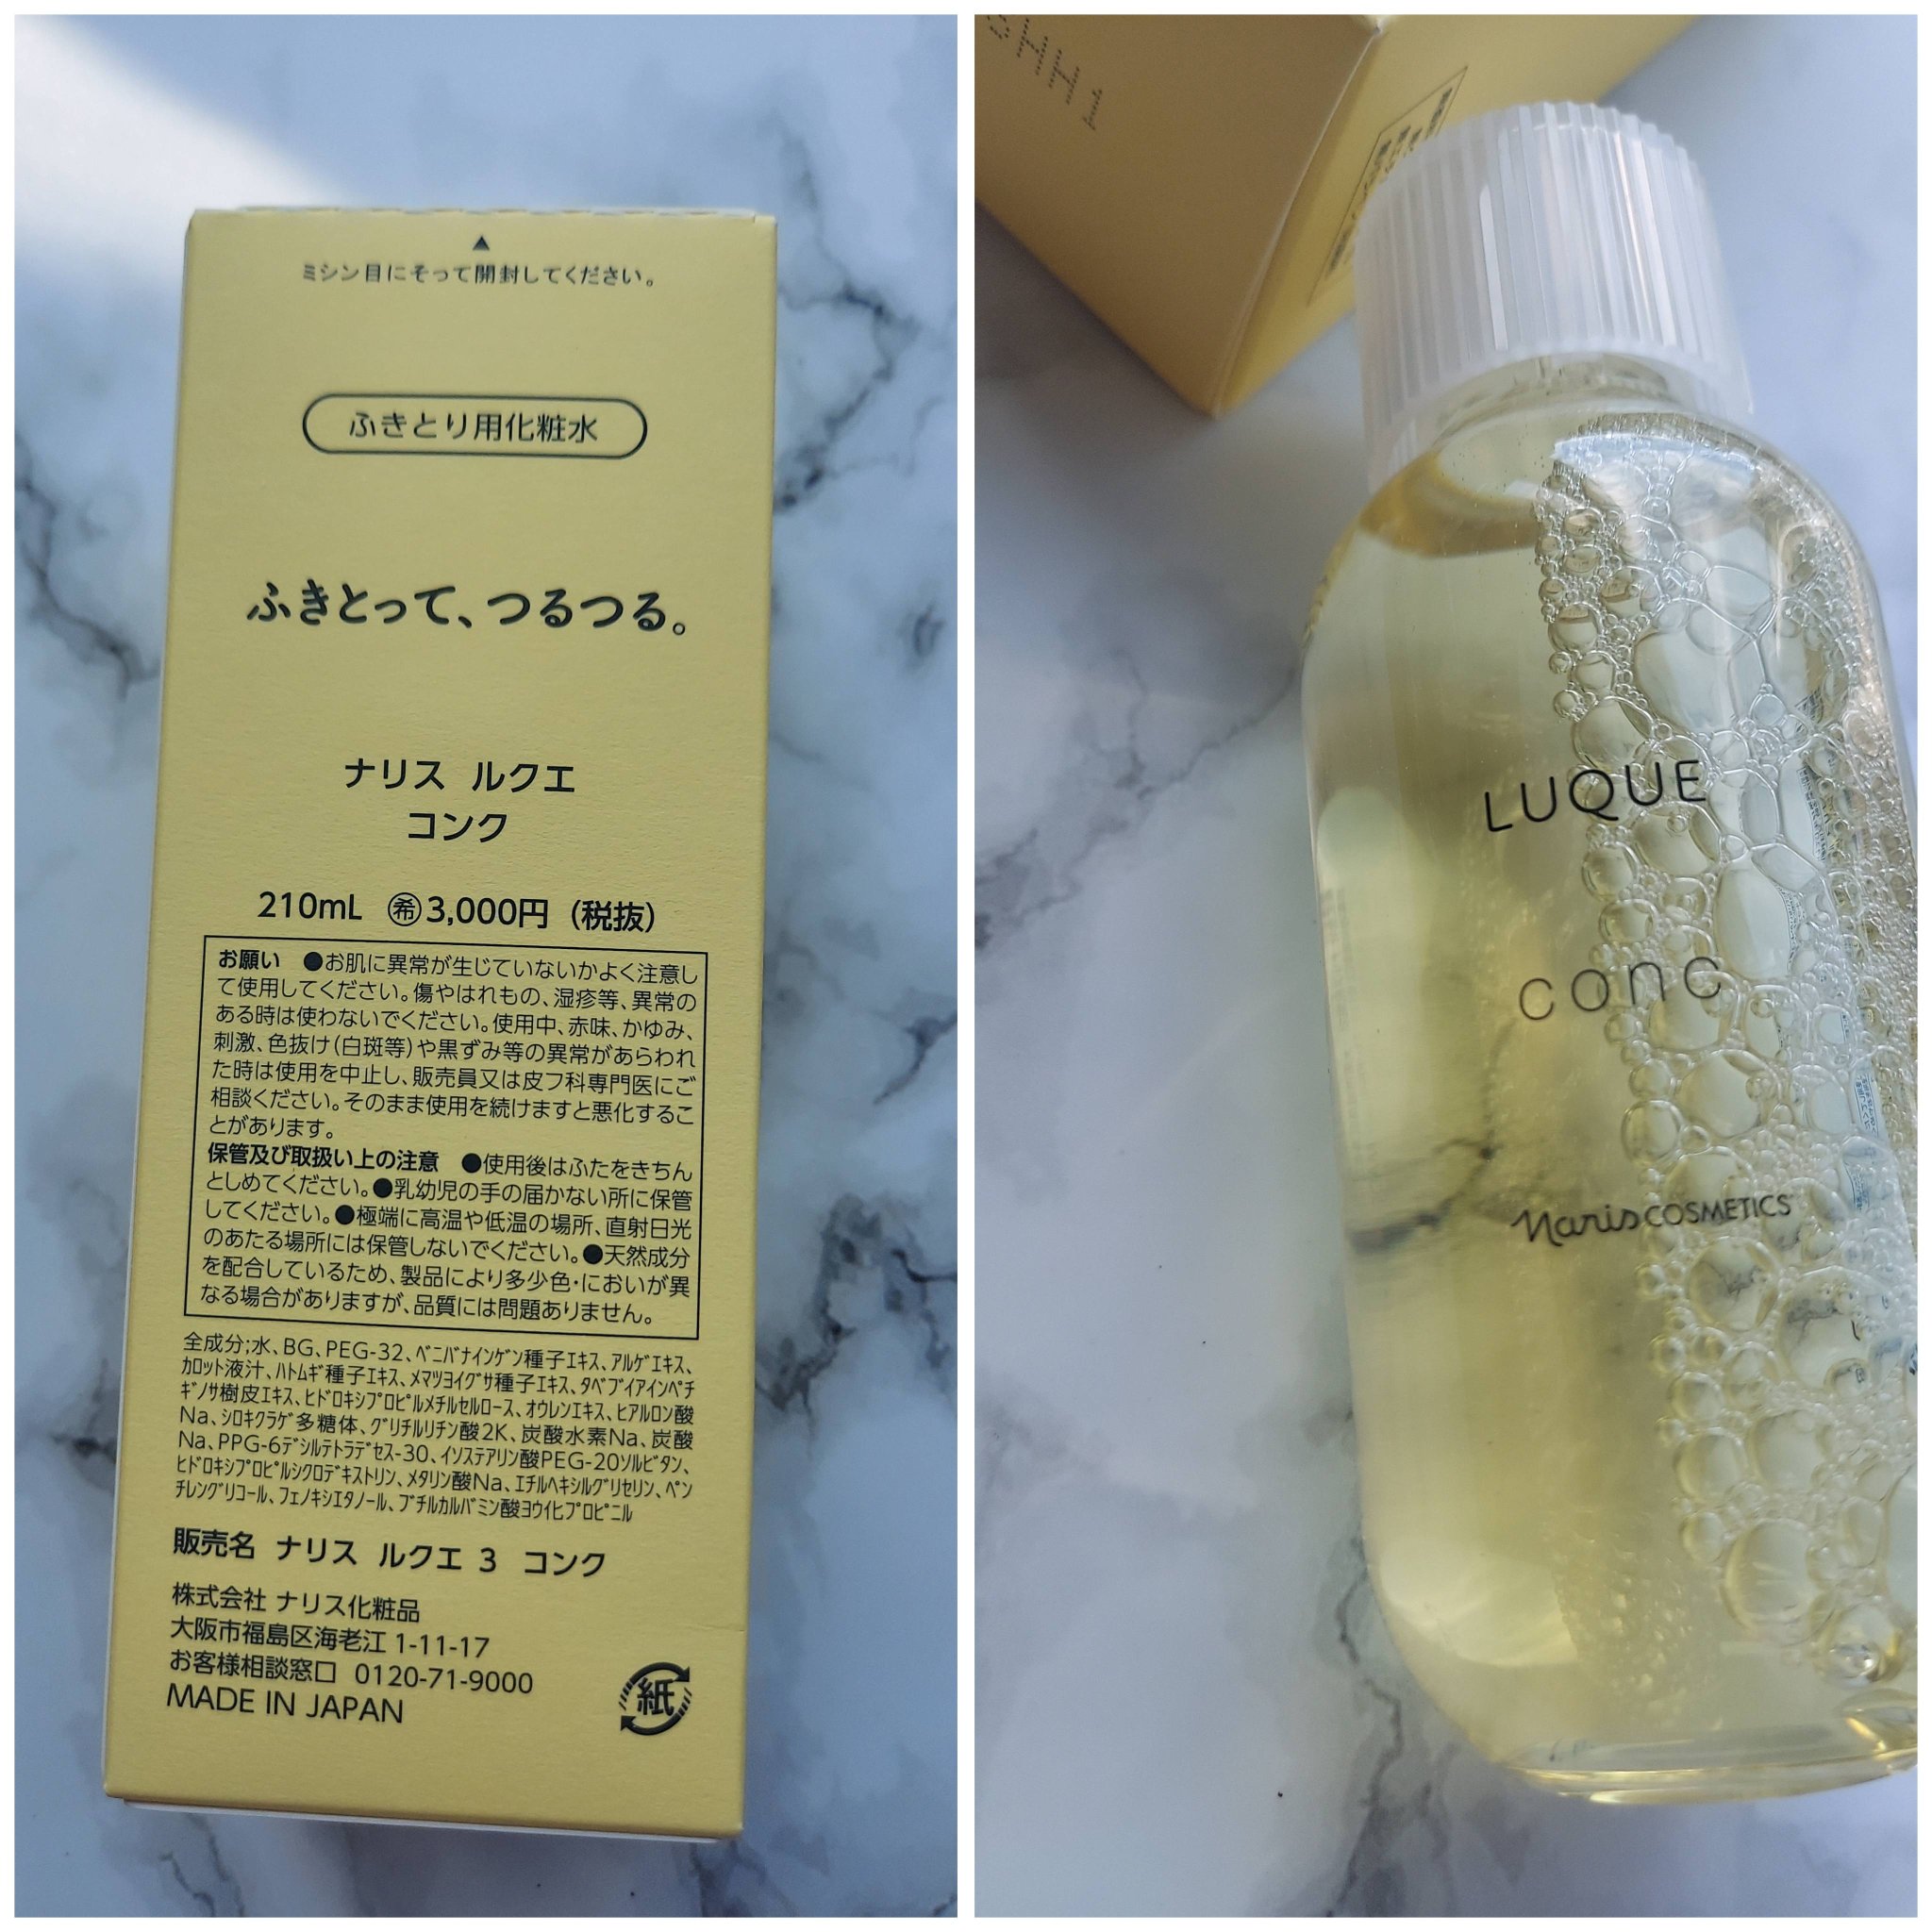 ミシン目にそって開封してください。
ふきとり用化粧水
ふきとって、つるつる。
ナリス ルクエ
コンク
210mL ㊕3,000円（税抜）
お願い ●お肌に異常が生じていないかよく注意し
て使用してください。傷やはれもの、湿疹等、異常の
ある時は使わないでください。使用中、赤味、かゆみ、
刺激、色抜け(白斑等)や黒ずみ等の異常があらわれ
た時は使用を中止し、販売員又は皮フ科専門医にご
相談ください。そのまま使用を続けますと悪化するこ
とがあります。
保管及び取扱い上の注意 ●使用後はふたをきちん
としめてください。●乳幼児の手の届かない所に保管
してください。●極端に高温や低温の場所、直射日光
のあたる場所には保管しないでください。●天然成分
を配合しているため、製品により多少色・においが異
なる場合がありますが、品質には問題ありません。
全成分;水、BG、PEG-32、ベニバナインゲン種子エキス、アルゲエキス、
カロット液汁、ハトムギ種子エキス、メマツヨイグサ種子エキス、タベブイアインペチ
ギノサ樹皮エキス、ヒドロキシプロピルメチルセルロース、オウレンエキス、ヒアルロン酸
Na、シロキクラゲ多糖体、グリチルリチン酸2K、炭酸水素Na、炭酸
Na、PPG-6デシルテトラデセス-30、イソステアリン酸PEG-20ソルビタン、
ヒドロキシプロピルシクロデキストリン、メタリン酸Na、エチルヘキシルグリセリン、ペン
チレングリコール、フェノキシエタノール、ブチルカルバミン酸ヨウ化プロピニル
販売名 ナリス ルクエ 3 コンク
株式会社 ナリス化粧品
大阪市福島区海老江 1-11-17
お客様相談窓口 0120-71-9000
MADE IN JAPAN
紙
LUQUE
conc
Naris COSMETICS